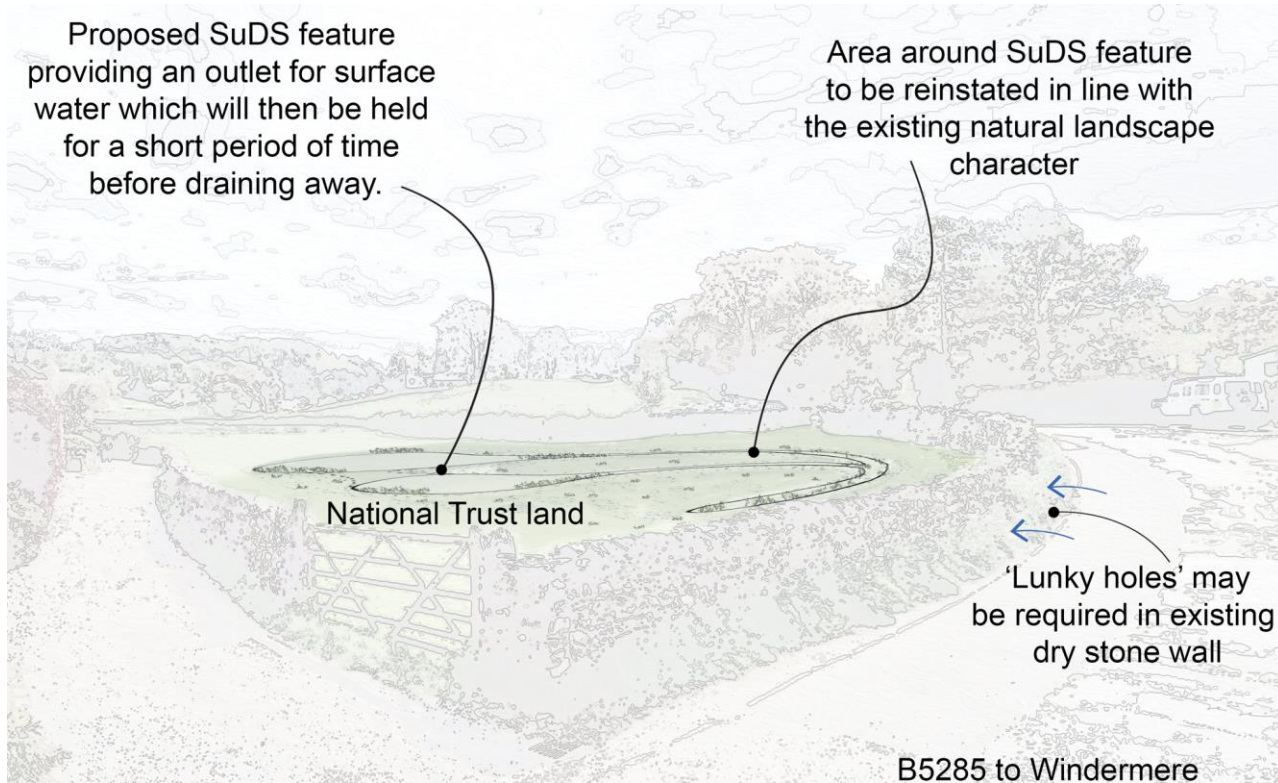 Proposed SuDS feature
providing an outlet for surface
water which will then be held
for a short period of time
before draining away.
Area around SuDS feature
to be reinstated in line with
the existing natural landscape
character
National Trust land
‘Lunky holes’ may
be required in existing
dry stone wall
B5285 to Windermere